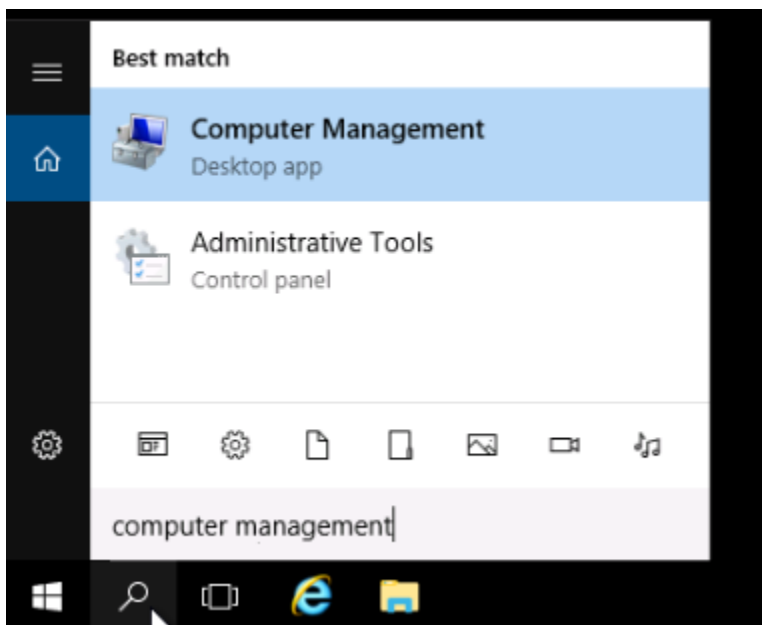 Best match
Computer Management
Desktop app
Administrative Tools
Control panel
computer management